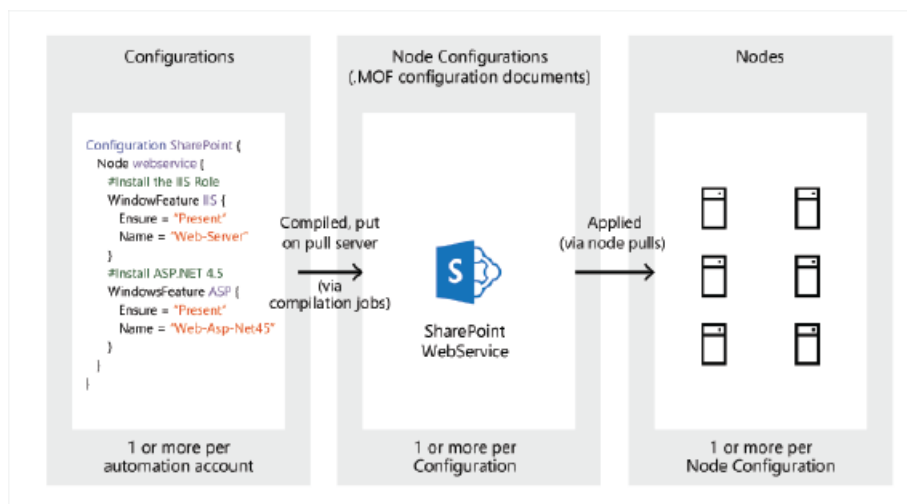 Configurations
Configuration SharePoint {
Node webservice {
#Install the IIS Role
WindowFeature IIS {
Ensure = "Present"
Name = "Web-Server"
}
#Install ASP.NET 4.5
WindowsFeature ASP {
Ensure = "Present"
Name = "Web-Asp-Net45"
}
}
}
1 or more per
automation account
Compiled, put
on pull server
(via
compilation jobs)
Node Configurations
(.MOF configuration documents)
S
SharePoint
WebService
1 or more per
Configuration
Applied
(via node pulls)
Nodes
1 or more per
Node Configuration